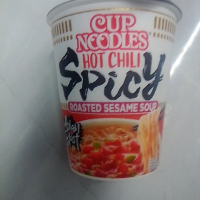 CUP
NOODLES
HOT CHILI
SPICY
ROASTED SESAME SOUP